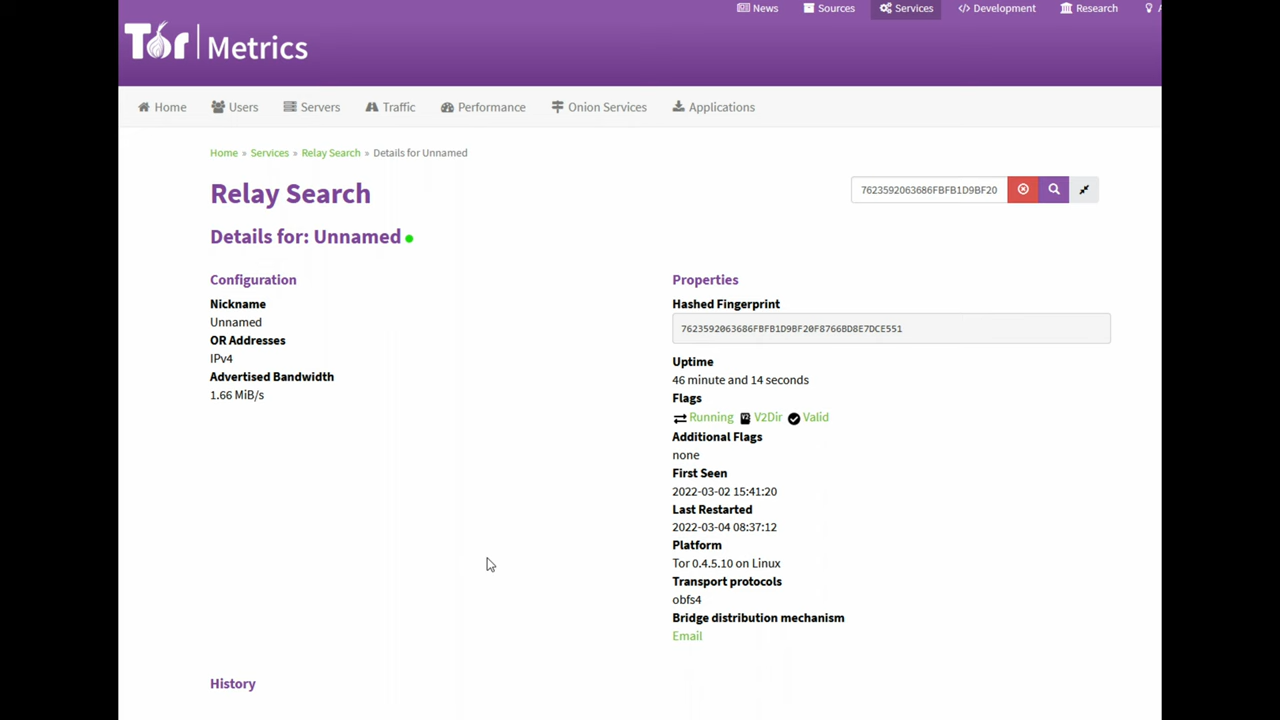 News Sources Services Development Research
Tor | Metrics
Home Users Servers Traffic Performance Onion Services Applications
Home » Services » Relay Search » Details for Unnamed
Relay Search
7623592063686FBFB1D9BF20
Details for: Unnamed
Configuration
Nickname
Unnamed
OR Addresses
IPv4
Advertised Bandwidth
1.66 MiB/s
Properties
Hashed Fingerprint
7623592063686FBFB1D9BF20F8766BD8E7DCE551
Uptime
46 minute and 14 seconds
Flags
Running V2Dir Valid
Additional Flags
none
First Seen
2022-03-02 15:41:20
Last Restarted
2022-03-04 08:37:12
Platform
Tor 0.4.5.10 on Linux
Transport protocols
obfs4
Bridge distribution mechanism
Email
History